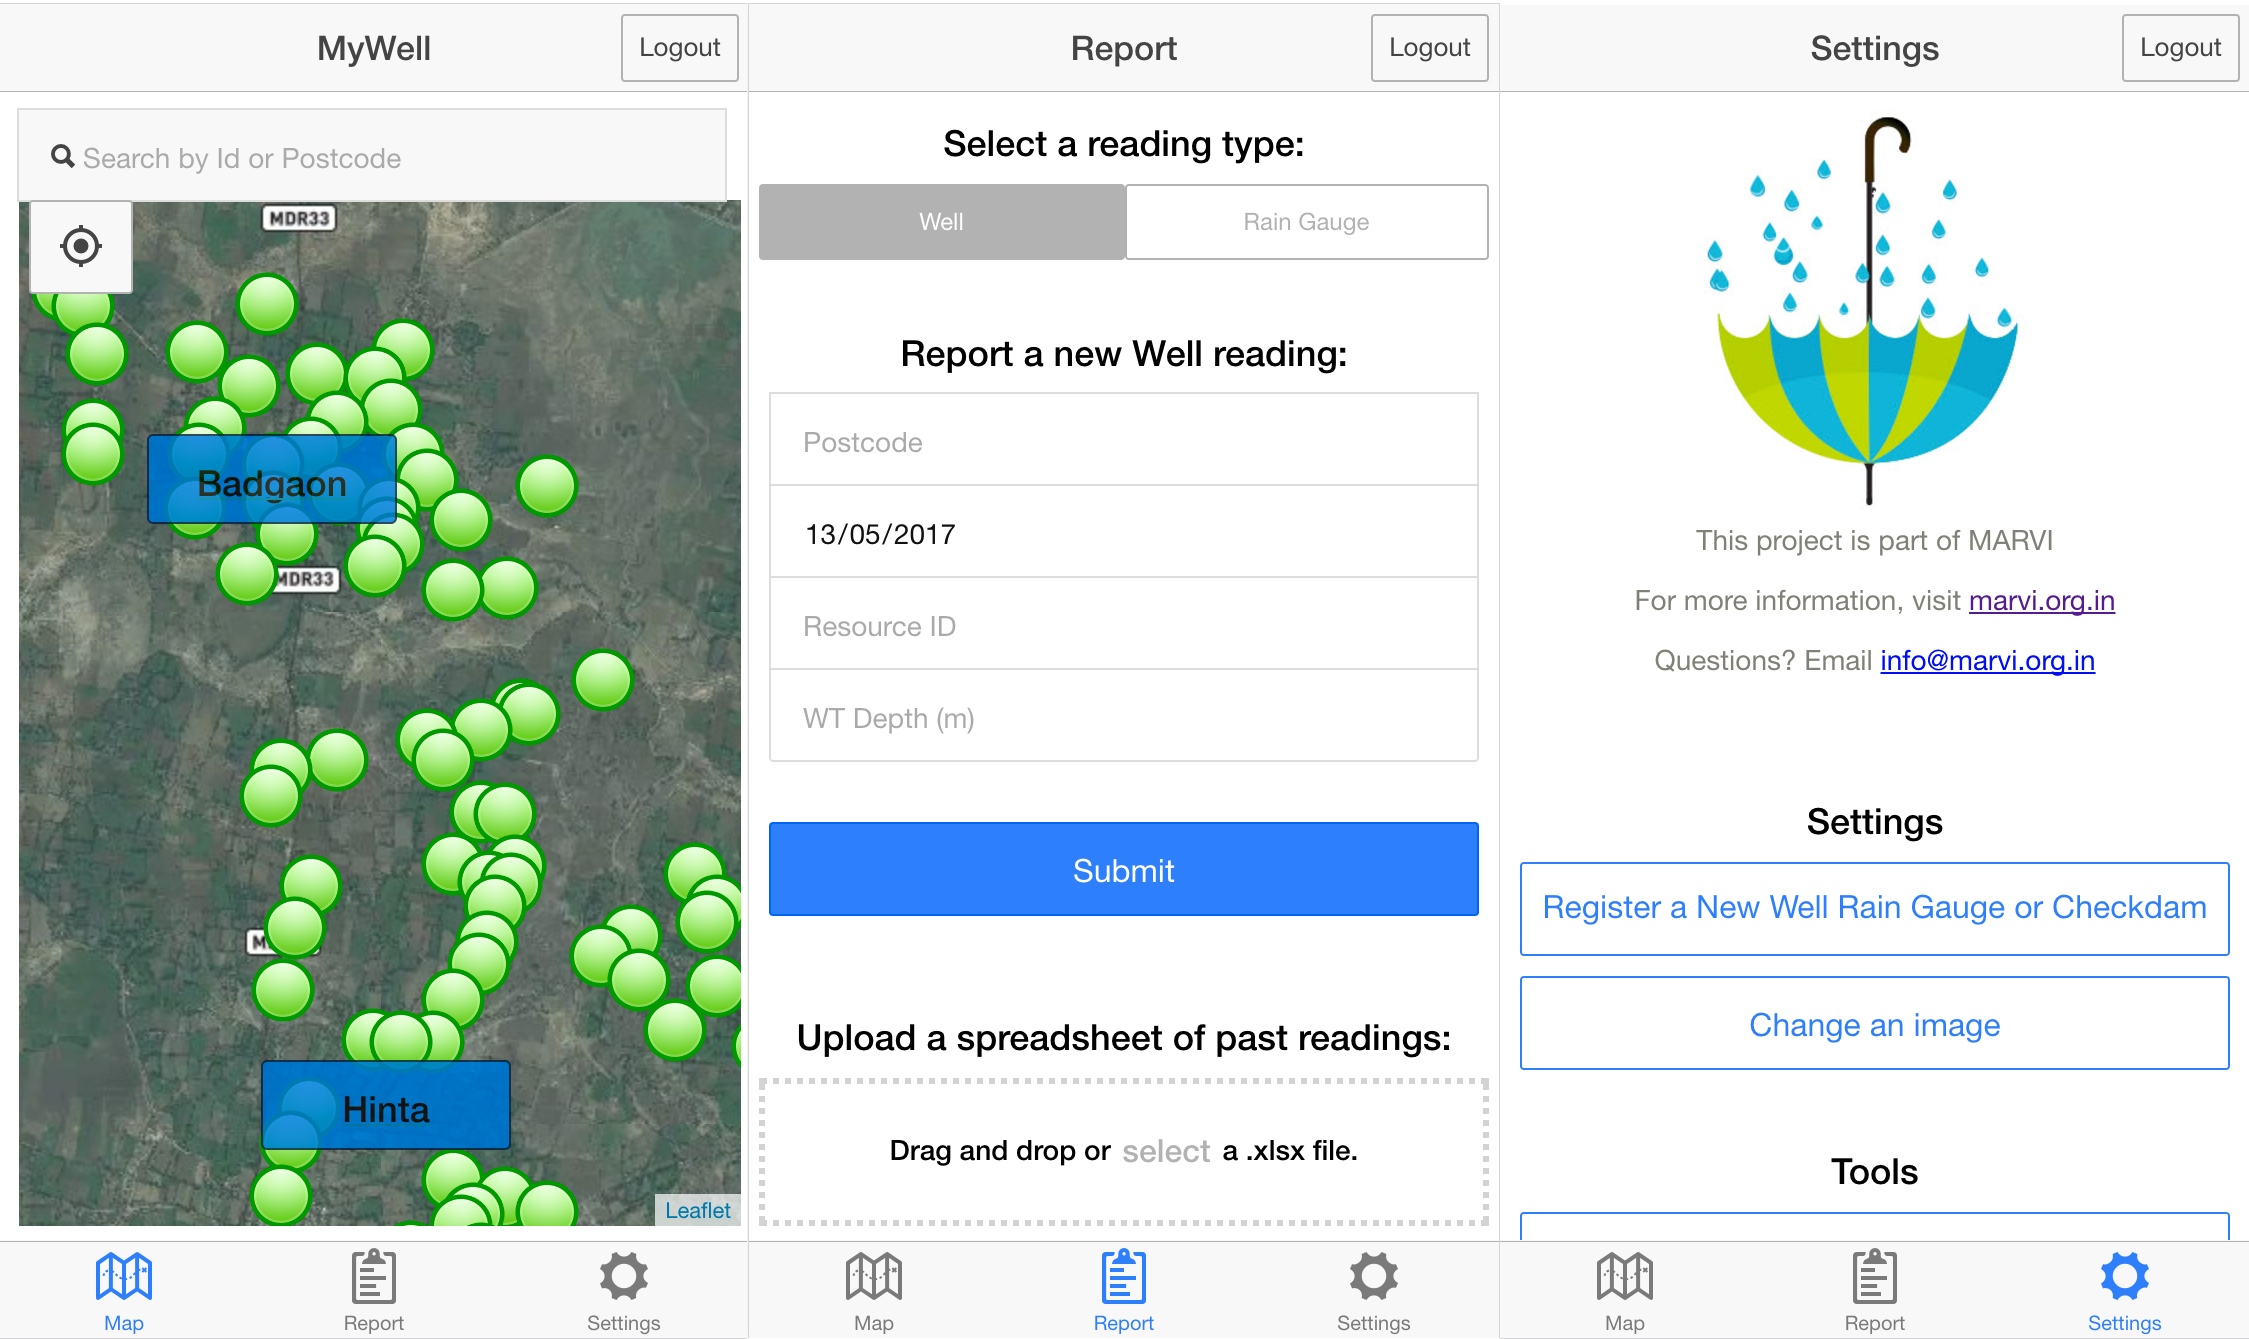 MyWell
Logout
Search by Id or Postcode
MDR33
Badgaon
MDR33
Hinta
Leaflet
Map
Report
Settings
Report
Logout
Select a reading type:
Well
Rain Gauge
Report a new Well reading:
Postcode
13/05/2017
Resource ID
WT Depth (m)
Submit
Upload a spreadsheet of past readings:
Drag and drop or select a .xlsx file.
Map
Report
Settings
Settings
Logout
This project is part of MARVI
For more information, visit marvi.org.in
Questions? Email info@marvi.org.in
Settings
Register a New Well Rain Gauge or Checkdam
Change an image
Tools
Map
Report
Settings